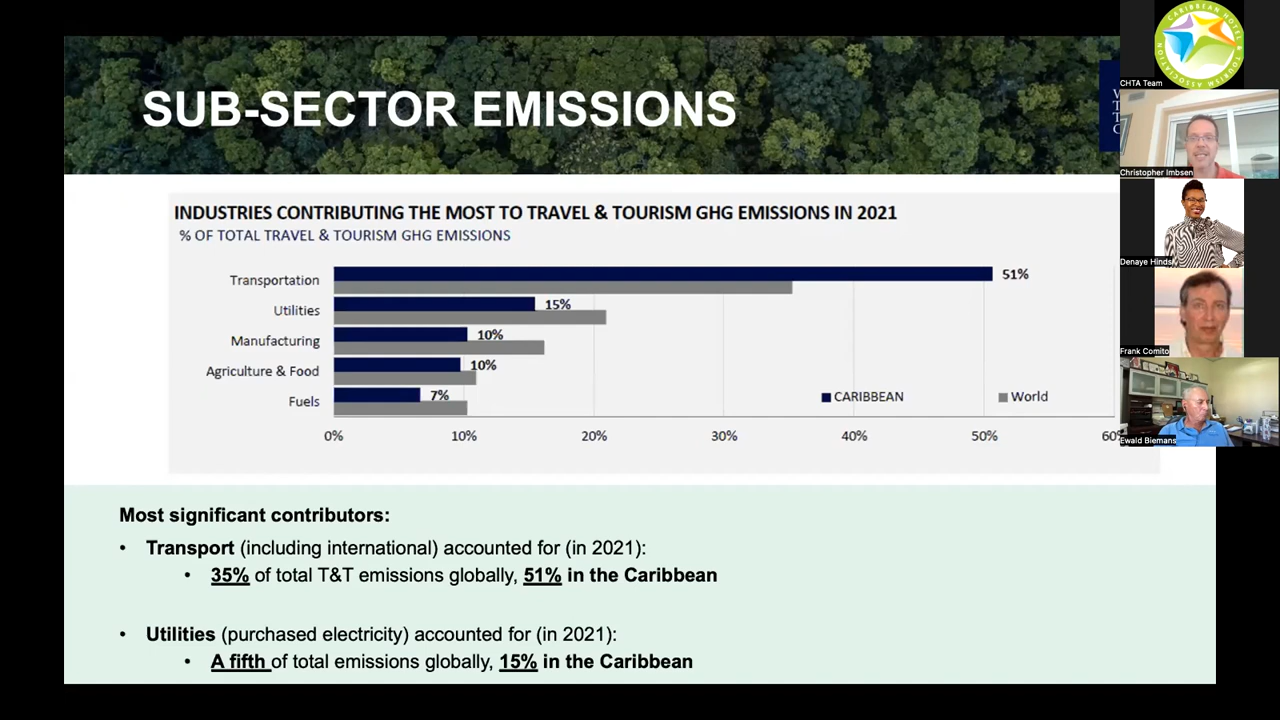 SUB-SECTOR EMISSIONS
INDUSTRIES CONTRIBUTING THE MOST TO TRAVEL & TOURISM GHG EMISSIONS IN 2021
% OF TOTAL TRAVEL & TOURISM GHG EMISSIONS
Transportation 51%
Utilities 15%
Manufacturing 10%
Agriculture & Food 10%
Fuels 7%
CARIBBEAN World
0% 10% 20% 30% 40% 50% 60
Most significant contributors:
• Transport (including international) accounted for (in 2021):
• 35% of total T&T emissions globally, 51% in the Caribbean
• Utilities (purchased electricity) accounted for (in 2021):
• A fifth of total emissions globally, 15% in the Caribbean
CARIBBEAN HOTEL & TOURISM ASSOCIATION
CHTA Team
Christopher Imbsen
Denaye Hinds
Frank Comito
Ewald Biemans